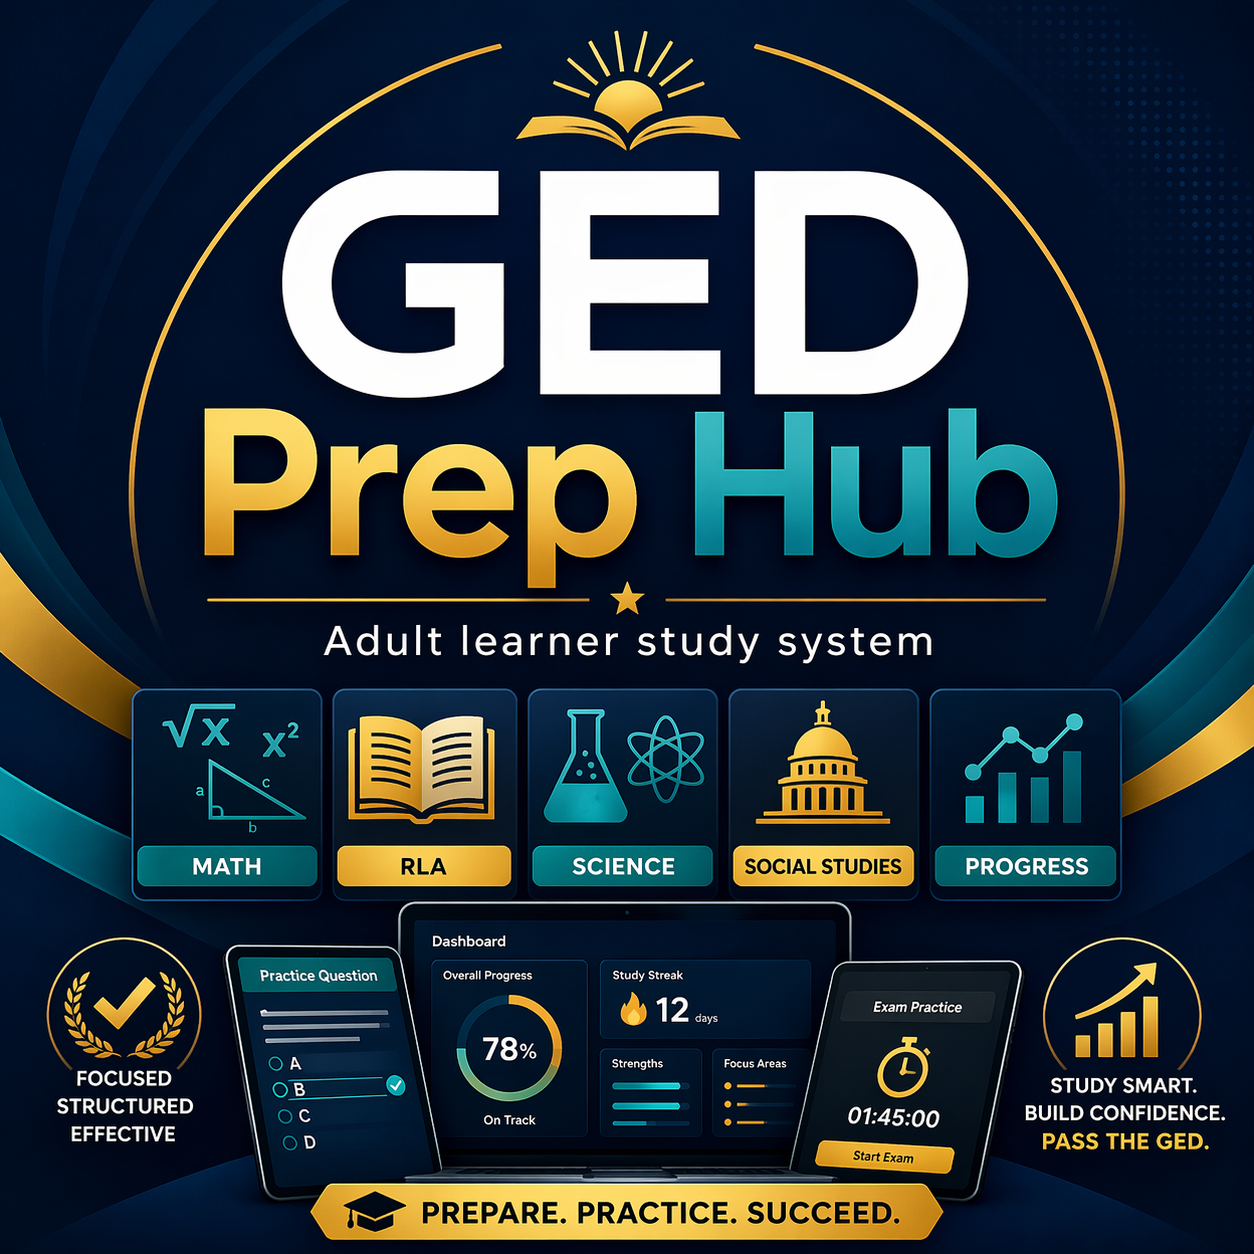 GED
Prep Hub
Adult learner study system
√x x²
a c
b
MATH
RLA
SCIENCE
SOCIAL STUDIES
PROGRESS
FOCUSED
STRUCTURED
EFFECTIVE
Practice Question
A
B
C
D
Dashboard
Overall Progress
78%
On Track
Study Streak
12 days
Strengths
Focus Areas
Exam Practice
01:45:00
Start Exam
STUDY SMART.
BUILD CONFIDENCE.
PASS THE GED.
PREPARE. PRACTICE. SUCCEED.